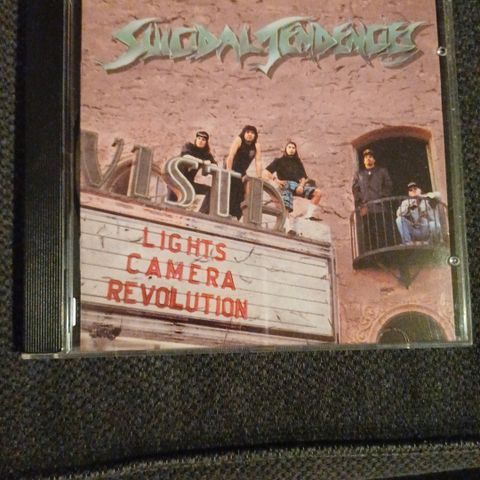 SUICIDAL TENDENCIES
VISTA
LIGHTS
CAMERA
REVOLUTION